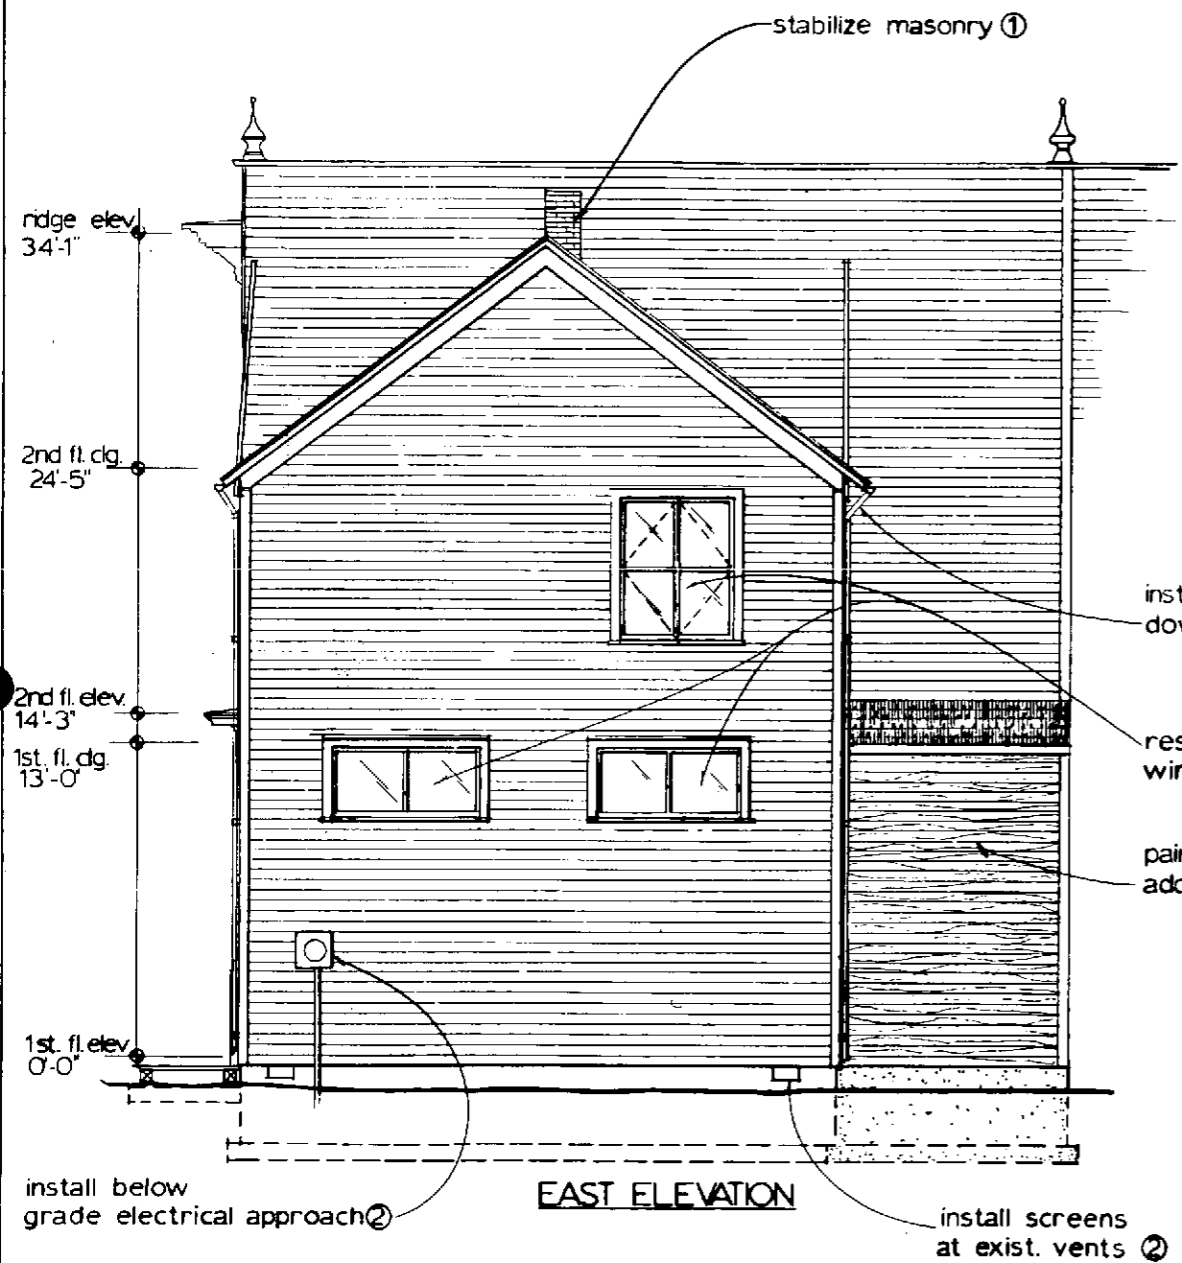 stabilize masonry ①
ridge elev.
34'-1"
2nd fl. clg.
24'-5"
2nd fl. elev.
14'-3"
1st. fl. clg.
13'-0"
1st. fl. elev.
0'-0"
install below
grade electrical approach ②
EAST ELEVATION
install screens
at exist. vents ②